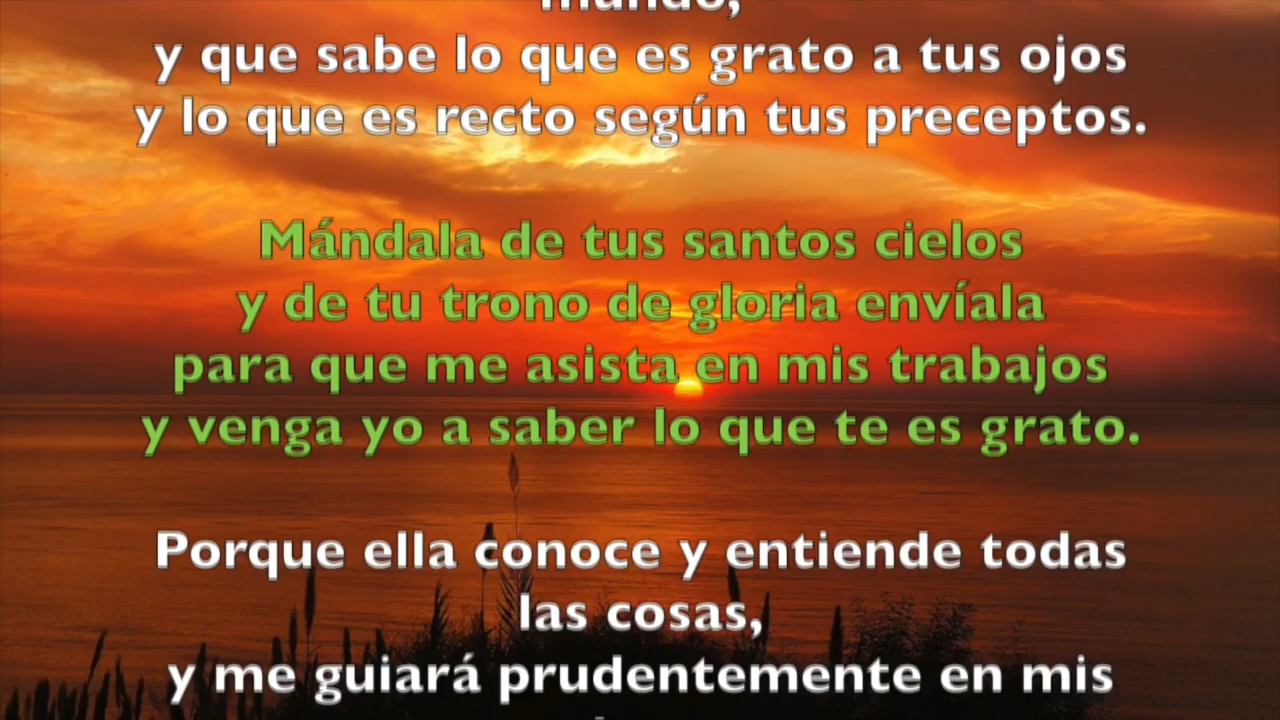 mundo,
y que sabe lo que es grato a tus ojos
y lo que es recto según tus preceptos.
Mándala de tus santos cielos
y de tu trono de gloria envíala
para que me asista en mis trabajos
y venga yo a saber lo que te es grato.
Porque ella conoce y entiende todas
las cosas,
y me guiará prudentemente en mis